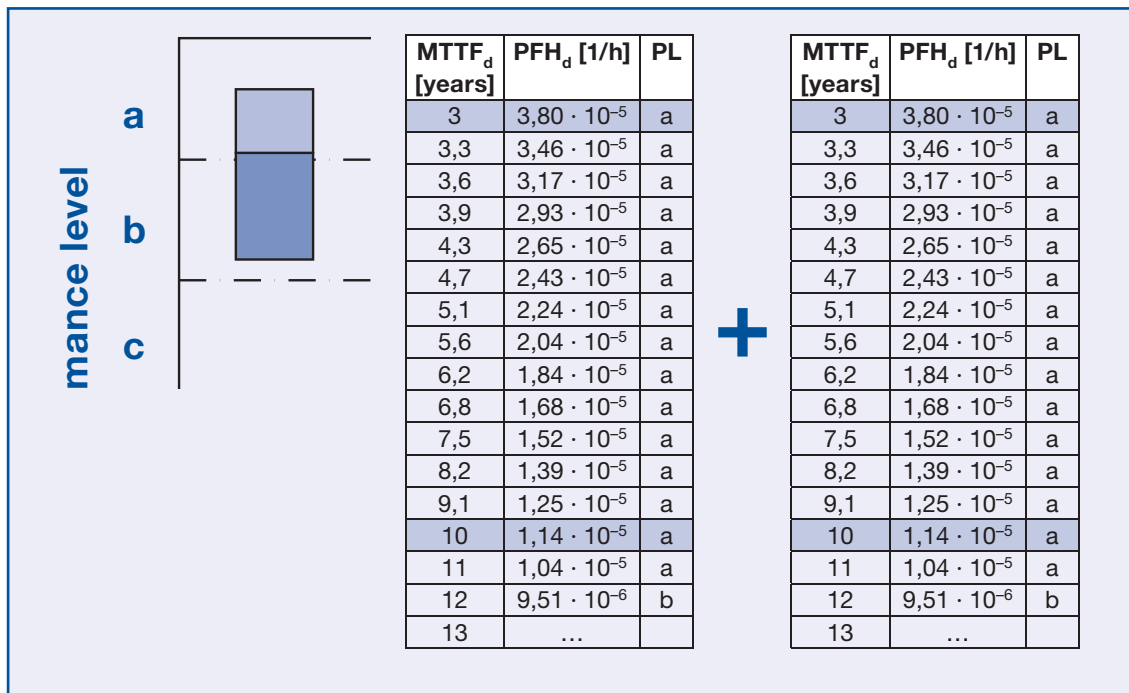 mance level
a
b
c
MTTFd [years] PFHd [1/h] PL
3 3,80 · 10–5 a
3,3 3,46 · 10–5 a
3,6 3,17 · 10–5 a
3,9 2,93 · 10–5 a
4,3 2,65 · 10–5 a
4,7 2,43 · 10–5 a
5,1 2,24 · 10–5 a
5,6 2,04 · 10–5 a
6,2 1,84 · 10–5 a
6,8 1,68 · 10–5 a
7,5 1,52 · 10–5 a
8,2 1,39 · 10–5 a
9,1 1,25 · 10–5 a
10 1,14 · 10–5 a
11 1,04 · 10–5 a
12 9,51 · 10–6 b
13 ...
+
MTTFd [years] PFHd [1/h] PL
3 3,80 · 10–5 a
3,3 3,46 · 10–5 a
3,6 3,17 · 10–5 a
3,9 2,93 · 10–5 a
4,3 2,65 · 10–5 a
4,7 2,43 · 10–5 a
5,1 2,24 · 10–5 a
5,6 2,04 · 10–5 a
6,2 1,84 · 10–5 a
6,8 1,68 · 10–5 a
7,5 1,52 · 10–5 a
8,2 1,39 · 10–5 a
9,1 1,25 · 10–5 a
10 1,14 · 10–5 a
11 1,04 · 10–5 a
12 9,51 · 10–6 b
13 ...